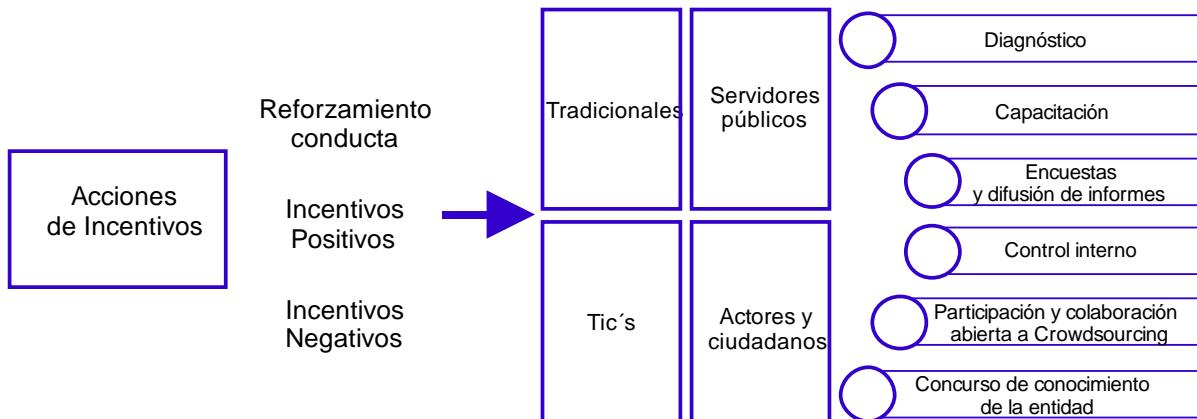 Acciones
de Incentivos
Reforzamiento
conducta
Incentivos
Positivos
Incentivos
Negativos
Tradicionales
Servidores
públicos
Tic´s
Actores y
ciudadanos
Diagnóstico
Capacitación
Encuestas
y difusión de informes
Control interno
Participación y colaboración
abierta a Crowdsourcing
Concurso de conocimiento
de la entidad